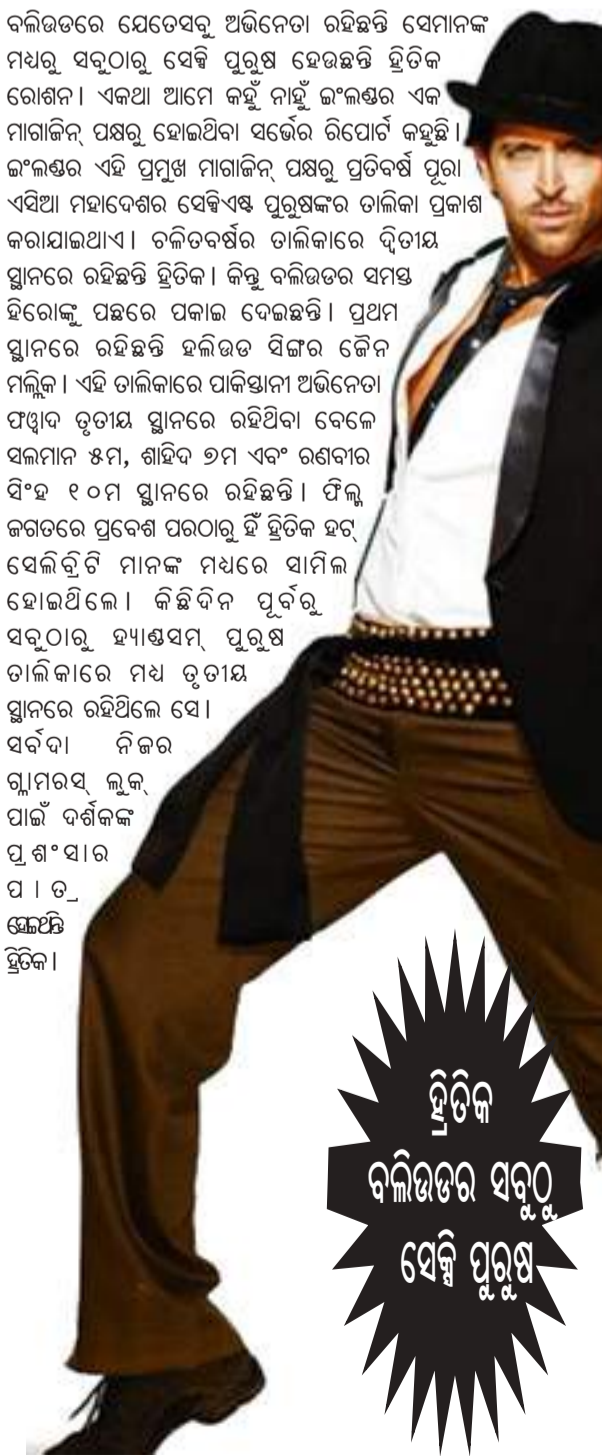 ବଲିଉଡରେ ଯେତେସବୁ ଅଭିନେତା ରହିଛନ୍ତି ସେମାନଙ୍କ
ମଧ୍ୟରୁ ସବୁଠାରୁ ସେକ୍ସି ପୁରୁଷ ହେଉଛନ୍ତି ହ୍ରିତିକ
ରୋଶନ। ଏକଥା ଆମେ କହୁଁ ନାହୁଁ ଇଂଲଣ୍ଡର ଏକ
ମାଗାଜିନ୍ ପକ୍ଷରୁ ହୋଇଥିବା ସର୍ଭେର ରିପୋର୍ଟ କହୁଛି।
ଇଂଲଣ୍ଡର ଏହି ପ୍ରମୁଖ ମାଗାଜିନ୍ ପକ୍ଷରୁ ପ୍ରତିବର୍ଷ ପୂରା
ଏସିଆ ମହାଦେଶର ସେକ୍ସିଏଷ୍ଟ ପୁରୁଷଙ୍କର ତାଲିକା ପ୍ରକାଶ
କରାଯାଇଥାଏ। ଚଳିତବର୍ଷର ତାଲିକାରେ ଦ୍ୱିତୀୟ
ସ୍ଥାନରେ ରହିଛନ୍ତି ହ୍ରିତିକ। କିନ୍ତୁ ବଲିଉଡର ସମସ୍ତ
ହିରୋଙ୍କୁ ପଛରେ ପକାଇ ଦେଇଛନ୍ତି। ପ୍ରଥମ
ସ୍ଥାନରେ ରହିଛନ୍ତି ହଲିଉଡ ସିଙ୍ଗର ଜୈନ
ମଲ୍ଲିକ। ଏହି ତାଲିକାରେ ପାକିସ୍ତାନୀ ଅଭିନେତା
ଫଓ୍ବାଦ ତୃତୀୟ ସ୍ଥାନରେ ରହିଥିବା ବେଳେ
ସଲମାନ ୫ମ, ଶାହିଦ ୭ମ ଏବଂ ରଣବୀର
ସିଂହ ୧୦ମ ସ୍ଥାନରେ ରହିଛନ୍ତି। ଫିଲ୍ମ
ଜଗତରେ ପ୍ରବେଶ ପରଠାରୁ ହିଁ ହ୍ରିତିକ ହଟ୍
ସେଲିବ୍ରିଟି ମାନଙ୍କ ମଧ୍ୟରେ ସାମିଲ
ହୋଇଥିଲେ। କିଛିଦିନ ପୂର୍ବରୁ
ସବୁଠାରୁ ହ୍ୟାଣ୍ଡସମ୍ ପୁରୁଷ
ତାଲିକାରେ ମଧ୍ୟ ତୃତୀୟ
ସ୍ଥାନରେ ରହିଥିଲେ ସେ।
ସର୍ବଦା ନିଜର
ଗ୍ଲାମରସ୍ ଲୁକ୍
ପାଇଁ ଦର୍ଶକଙ୍କ
ପ୍ରଶଂସାର
ପାତ୍ର
ହୋଇଥାନ୍ତି
ହ୍ରିତିକ।
ହ୍ରିତିକ
ବଲିଉଡର ସବୁଠୁ
ସେକ୍ସି ପୁରୁଷ